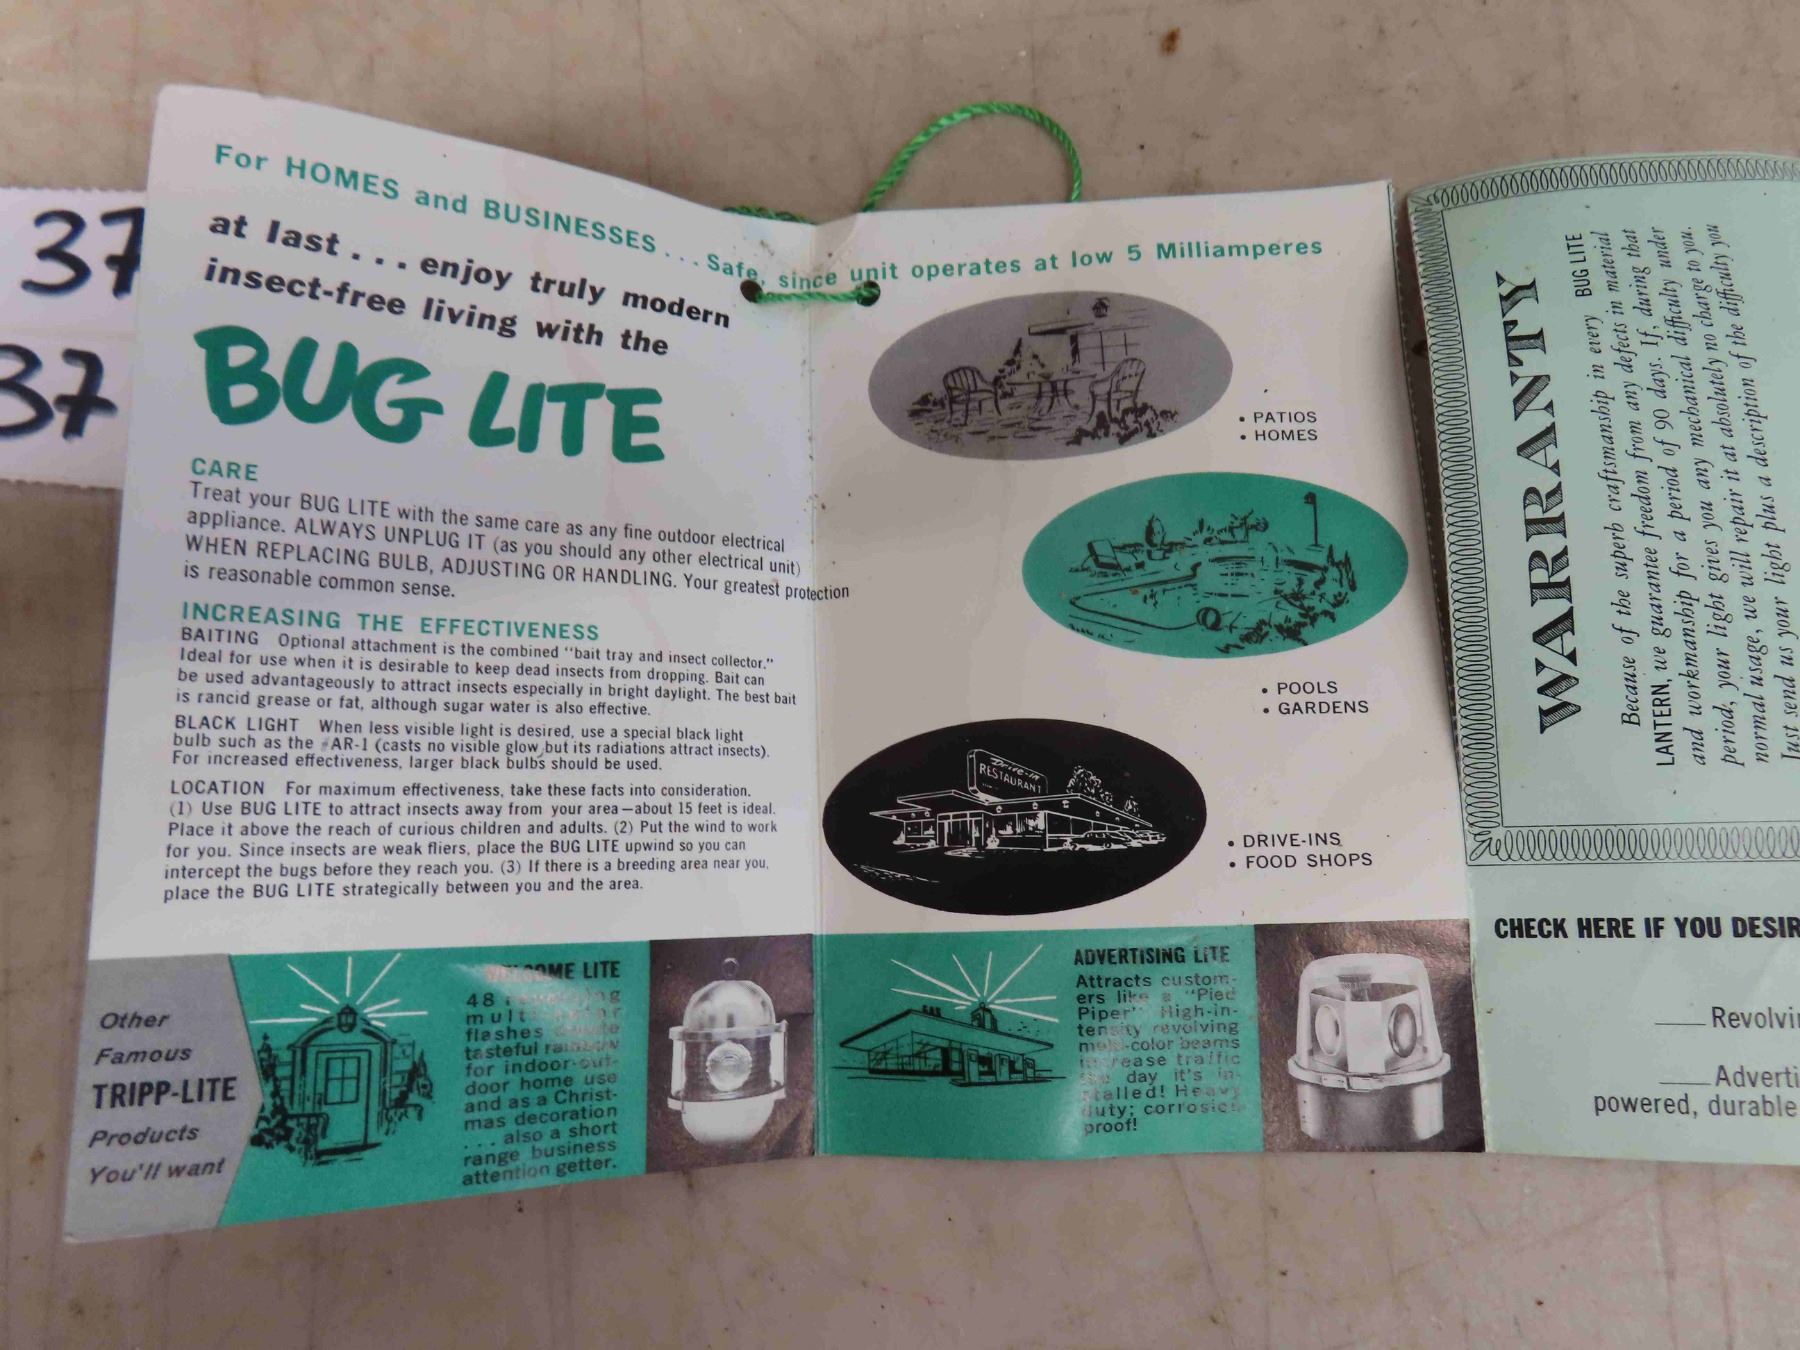 37
37
For HOMES and BUSINESSES ... Safe, since unit operates at low 5 Milliamperes
at last . . . enjoy truly modern
insect-free living with the
BUG LITE
CARE
Treat your BUG LITE with the same care as any fine outdoor electrical
appliance. ALWAYS UNPLUG IT (as you should any other electrical unit)
WHEN REPLACING BULB, ADJUSTING OR HANDLING. Your greatest protection
is reasonable common sense.
INCREASING THE EFFECTIVENESS
BAITING Optional attachment is the combined "bait tray and insect collector."
Ideal for use when it is desirable to keep dead insects from dropping. Bait can
be used advantageously to attract insects especially in bright daylight. The best bait
is rancid grease or fat, although sugar water is also effective.
BLACK LIGHT When less visible light is desired, use a special black light
bulb such as the #AR-1 (casts no visible glow but its radiations attract insects).
For increased effectiveness, larger black bulbs should be used.
LOCATION For maximum effectiveness, take these facts into consideration.
(1) Use BUG LITE to attract insects away from your area—about 15 feet is ideal.
Place it above the reach of curious children and adults. (2) Put the wind to work
for you. Since insects are weak fliers, place the BUG LITE upwind so you can
intercept the bugs before they reach you. (3) If there is a breeding area near you,
place the BUG LITE strategically between you and the area.
• PATIOS
• HOMES
• POOLS
• GARDENS
Drive-in
RESTAURANT
• DRIVE-INS
• FOOD SHOPS
Other
Famous
TRIPP-LITE
Products
You'll want
WELCOME LITE
48
flashes
tasteful rainbow
for indoor-out-
door home use
and as a Christ-
mas decoration
. . . also a short
range business
attention getter.
ADVERTISING LITE
Attracts custom-
ers like a "Pied
Piper" High-in-
tensity revolving
multi-color beams
increase traffic
the day it's in-
stalled! Heavy
duty; corrosion-
proof!
WARRANTY
Because of the superb craftsmanship in every BUG LITE
LANTERN, we guarantee freedom from any defects in material
and workmanship for a period of 90 days. If, during that
period, your light gives you any mechanical difficulty under
normal usage, we will repair it at absolutely no charge to you.
Just send us your light plus a description of the difficulty you
CHECK HERE IF YOU DESIR
Revolvi
Adverti
powered, durable